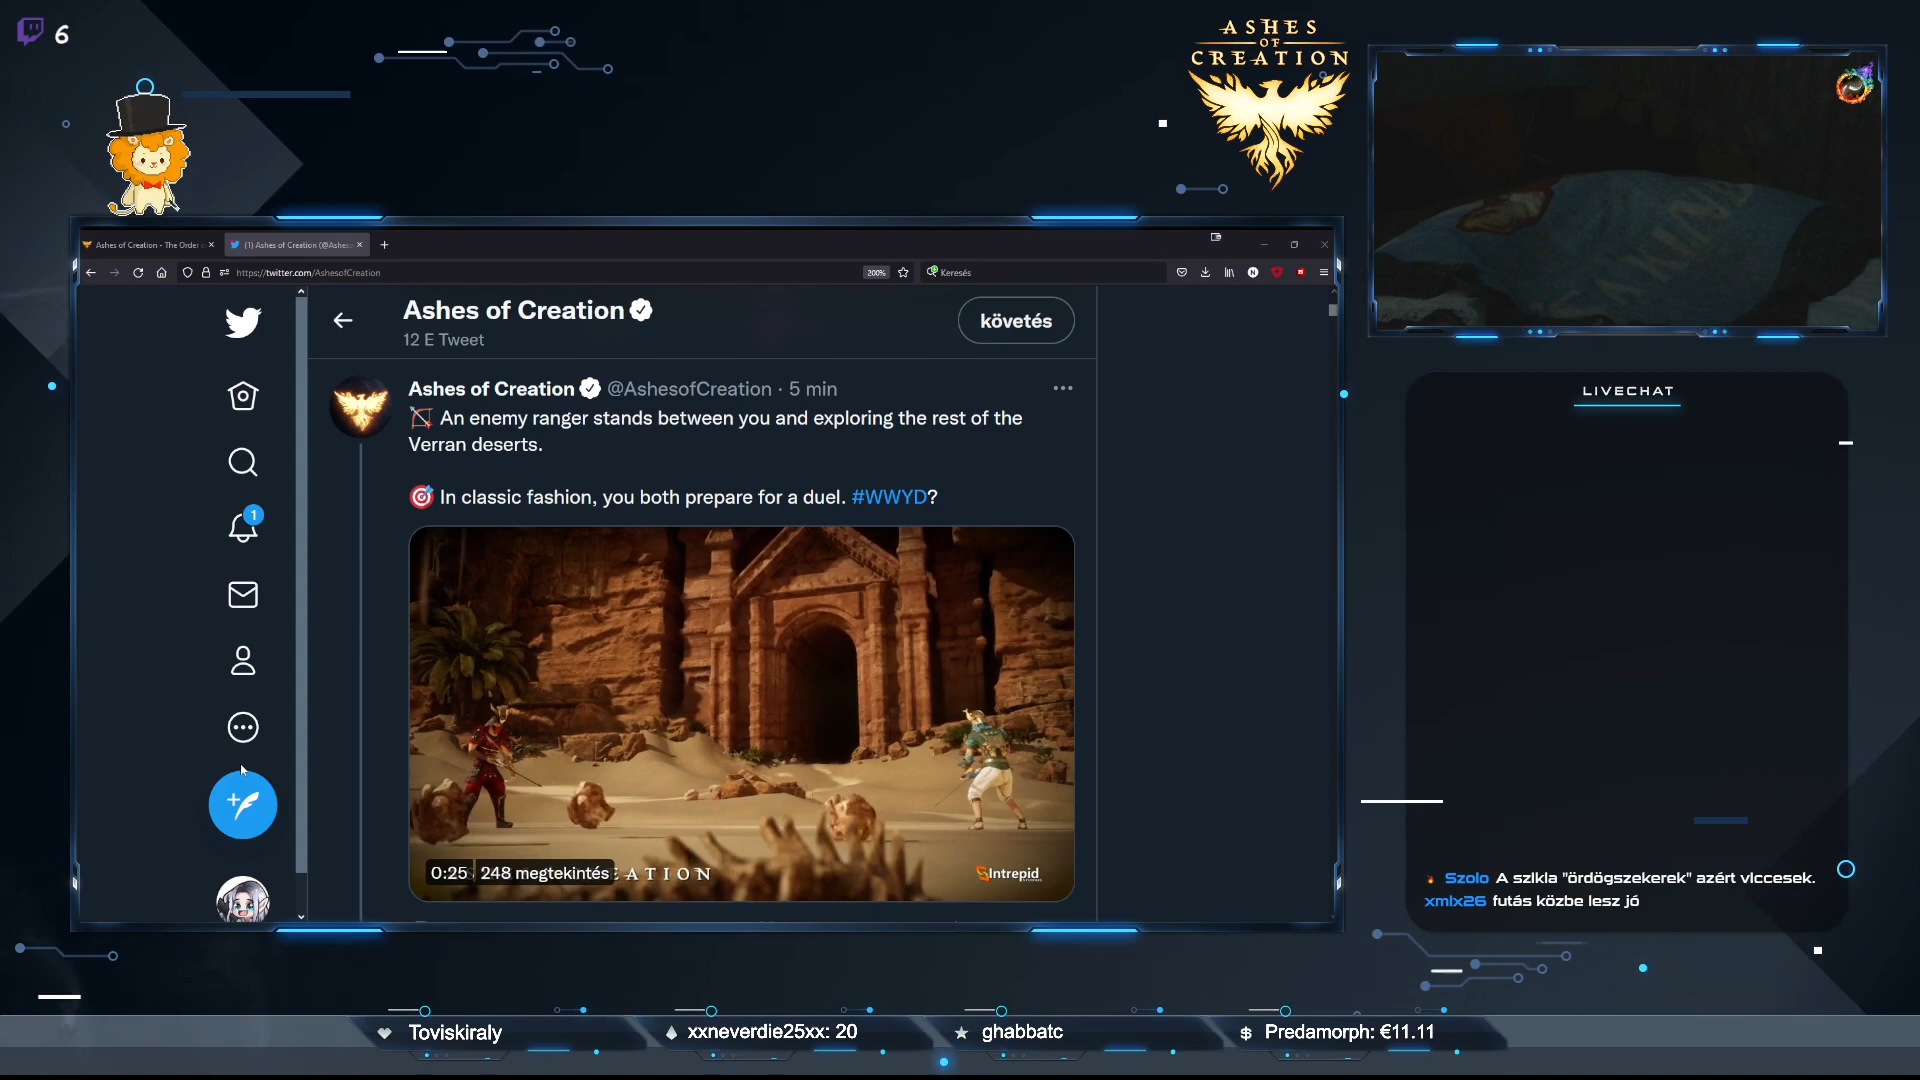 6
ASHES
OF
CREATION
Ashes of Creation - The Order
(1) Ashes of Creation (@Ashes
https://twitter.com/AshesofCreation
200%
Keresés
Ashes of Creation
12 E Tweet
követés
Ashes of Creation @AshesofCreation · 5 min
An enemy ranger stands between you and exploring the rest of the
Verran deserts.
In classic fashion, you both prepare for a duel. #WWYD?
1
0:25 248 megtekintés
EATION
Intrepid
LIVECHAT
Szolo A szikla "ördögszekerek" azért viccesek.
xmix26 futás közbe lesz jó
Toviskiraly
xxneverdie25xx: 20
ghabbatc
Predamorph: €11.11